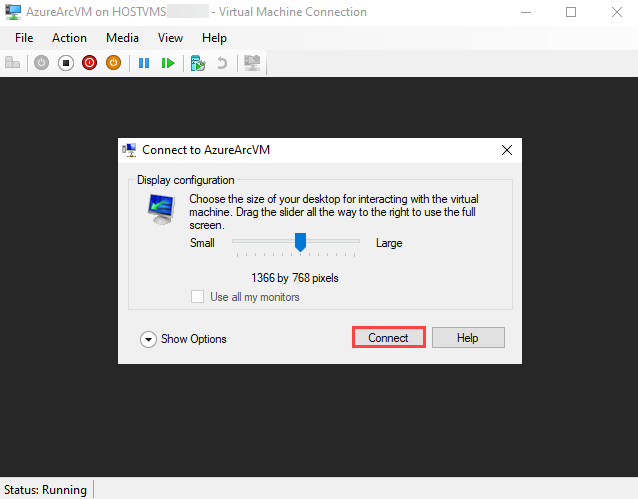 AzureArcVM on HOSTVMS - Virtual Machine Connection
File Action Media View Help
Connect to AzureArcVM
Display configuration
Choose the size of your desktop for interacting with the virtual
machine. Drag the slider all the way to the right to use the full
screen.
Small Large
1366 by 768 pixels
Use all my monitors
Show Options Connect Help
Status: Running